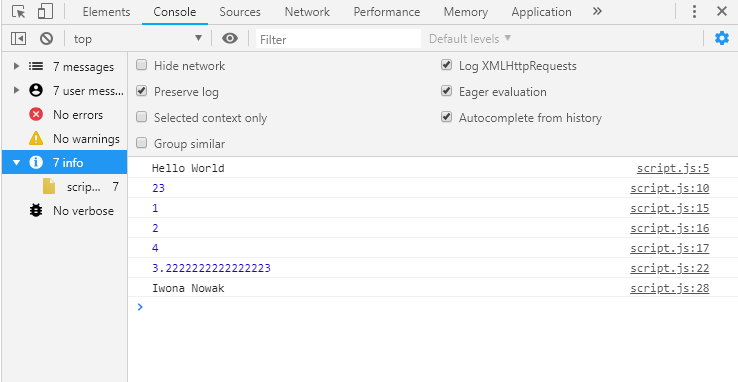 Elements Console Sources Network Performance Memory Application »
top ▼ Filter Default levels ▼
7 messages
7 user mess...
No errors
No warnings
7 info
scrip... 7
No verbose
Hide network Log XMLHttpRequests
Preserve log Eager evaluation
Selected context only Autocomplete from history
Group similar
Hello World script.js:5
23 script.js:10
1 script.js:15
2 script.js:16
4 script.js:17
3.2222222222222223 script.js:22
Iwona Nowak script.js:28
>